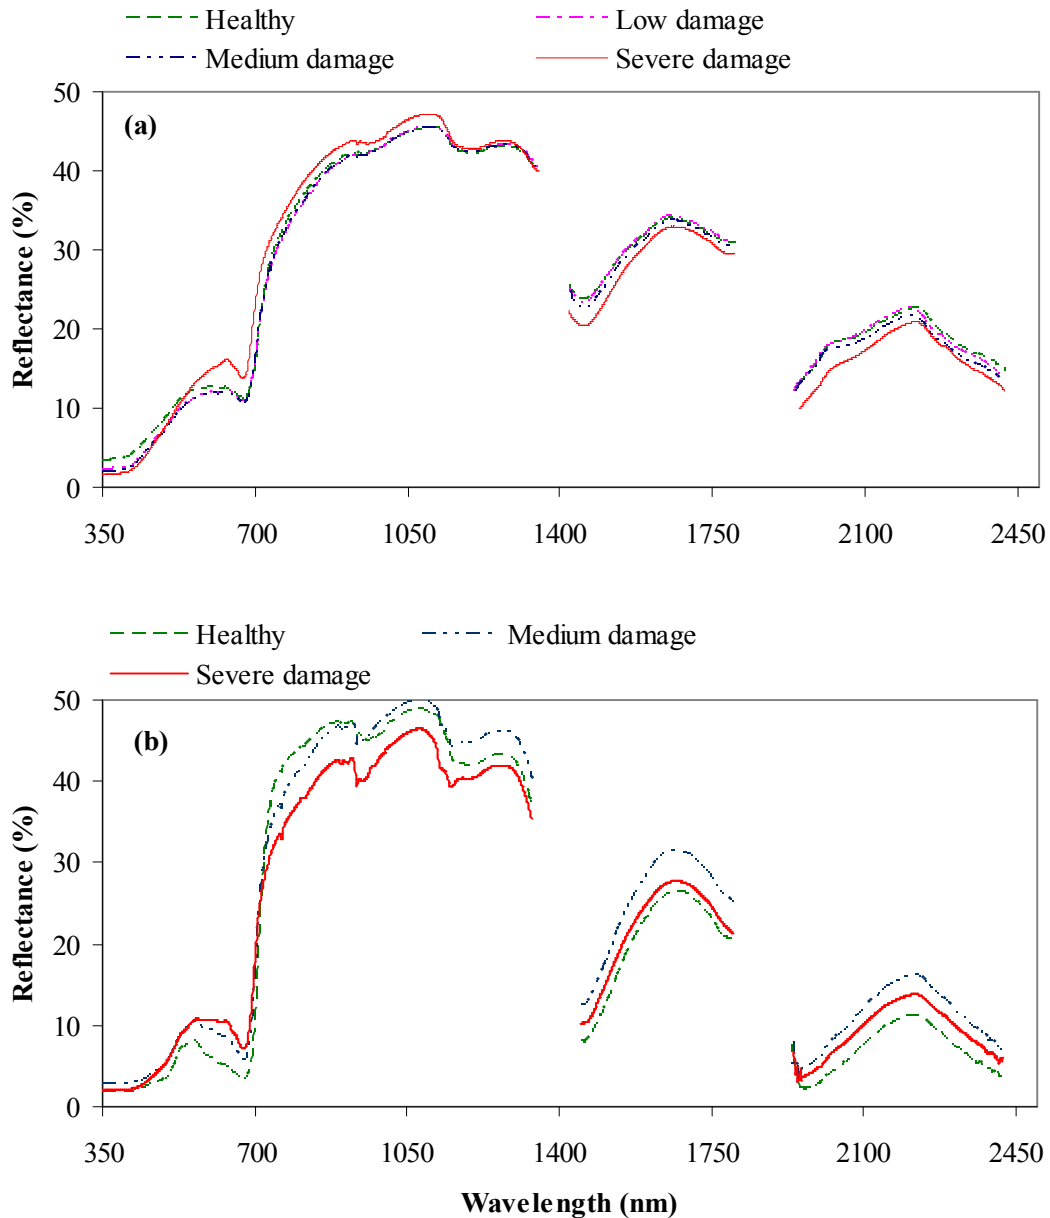 Healthy Low damage
Medium damage Severe damage
50
(a)
40
30
20
10
0
Reflectance (%)
350 700 1050 1400 1750 2100 2450
Healthy Medium damage
Severe damage
50
(b)
40
30
20
10
0
Reflectance (%)
350 700 1050 1400 1750 2100 2450
Wavelength (nm)